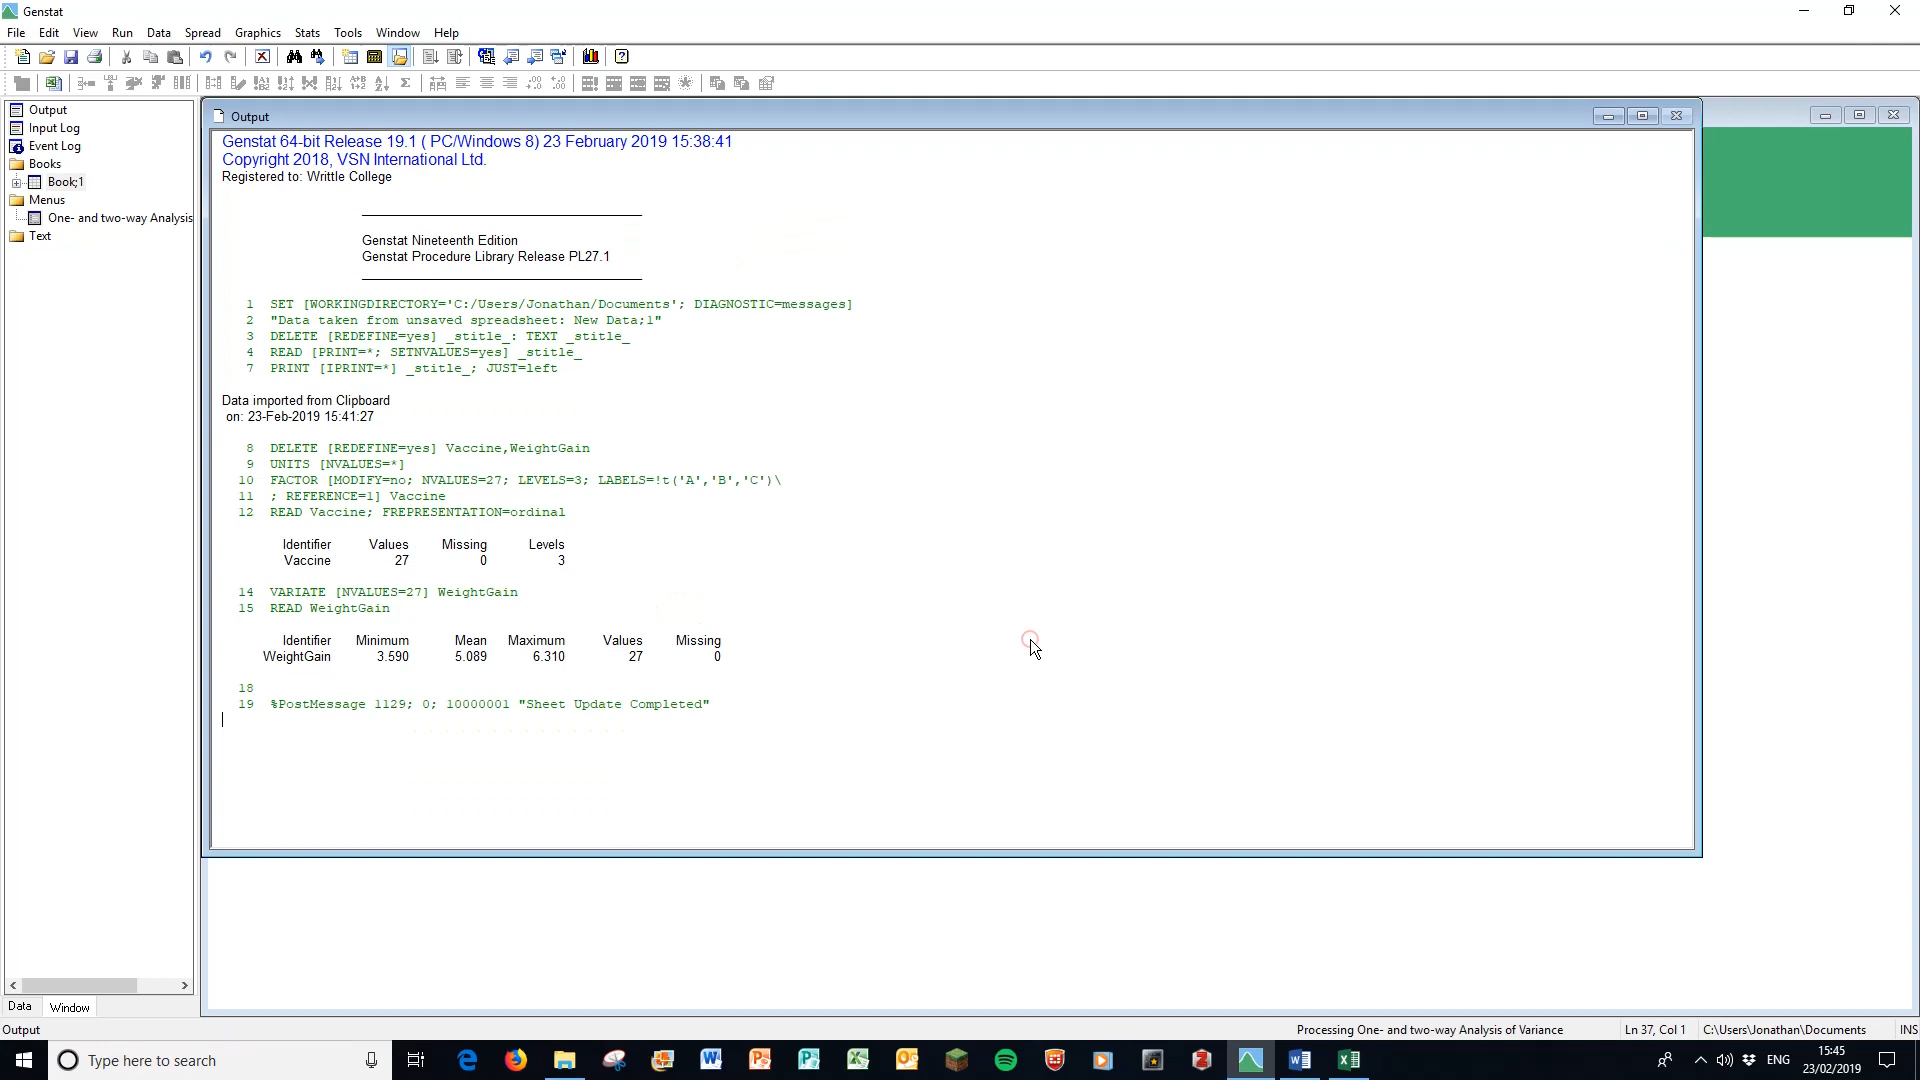 Genstat
File Edit View Run Data Spread Graphics Stats Tools Window Help
Output
Input Log
Event Log
Books
Book;1
Menus
One- and two-way Analysis
Text
Output
Genstat 64-bit Release 19.1 ( PC/Windows 8) 23 February 2019 15:38:41
Copyright 2018, VSN International Ltd.
Registered to: Writtle College
Genstat Nineteenth Edition
Genstat Procedure Library Release PL27.1
1 SET [WORKINGDIRECTORY='C:/Users/Jonathan/Documents'; DIAGNOSTIC=messages]
2 "Data taken from unsaved spreadsheet: New Data;1"
3 DELETE [REDEFINE=yes] _stitle_: TEXT _stitle_
4 READ [PRINT=*; SETNVALUES=yes] _stitle_
7 PRINT [IPRINT=*] _stitle_; JUST=left
Data imported from Clipboard
on: 23-Feb-2019 15:41:27
8 DELETE [REDEFINE=yes] Vaccine,WeightGain
9 UNITS [NVALUES=*]
10 FACTOR [MODIFY=no; NVALUES=27; LEVELS=3; LABELS=!t('A','B','C')\
11 ; REFERENCE=1] Vaccine
12 READ Vaccine; FREPRESENTATION=ordinal
Identifier Values Missing Levels
Vaccine 27 0 3
14 VARIATE [NVALUES=27] WeightGain
15 READ WeightGain
Identifier Minimum Mean Maximum Values Missing
WeightGain 3.590 5.089 6.310 27 0
18
19 %PostMessage 1129; 0; 10000001 "Sheet Update Completed"
Data Window
Output Processing One- and two-way Analysis of Variance Ln 37, Col 1 C:\Users\Jonathan\Documents INS
Type here to search
ENG
15:45
23/02/2019